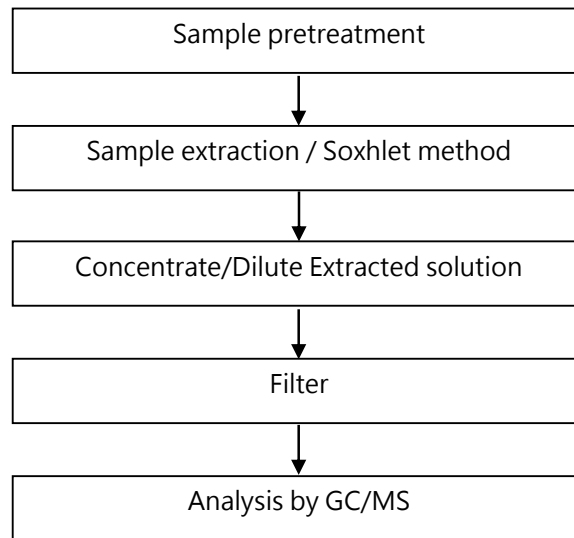 Sample pretreatment
Sample extraction / Soxhlet method
Concentrate/Dilute Extracted solution
Filter
Analysis by GC/MS